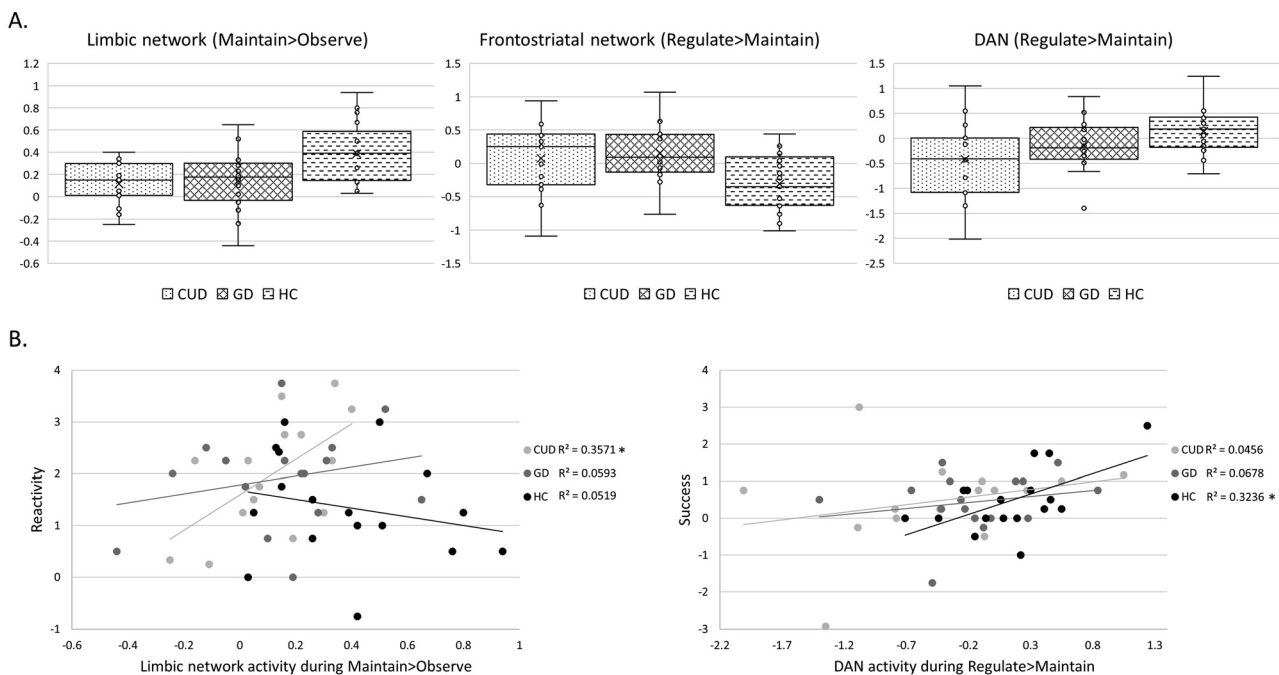 A.
Limbic network (Maintain>Observe)
1.2
1
0.8
0.6
0.4
0.2
0
-0.2
-0.4
-0.6
CUD GD HC
Frontostriatal network (Regulate>Maintain)
1.5
1
0.5
0
-0.5
-1
-1.5
CUD GD HC
DAN (Regulate>Maintain)
1.5
1
0.5
0
-0.5
-1
-1.5
-2
-2.5
CUD GD HC
B.
Reactivity
4
3
2
1
0
-1
-0.6 -0.4 -0.2 0 0.2 0.4 0.6 0.8 1
Limbic network activity during Maintain>Observe
CUD R² = 0.3571 *
GD R² = 0.0593
HC R² = 0.0519
Success
4
3
2
1
0
-1
-2
-3
-2.2 -1.7 -1.2 -0.7 -0.2 0.3 0.8 1.3
DAN activity during Regulate>Maintain
CUD R² = 0.0456
GD R² = 0.0678
HC R² = 0.3236 *